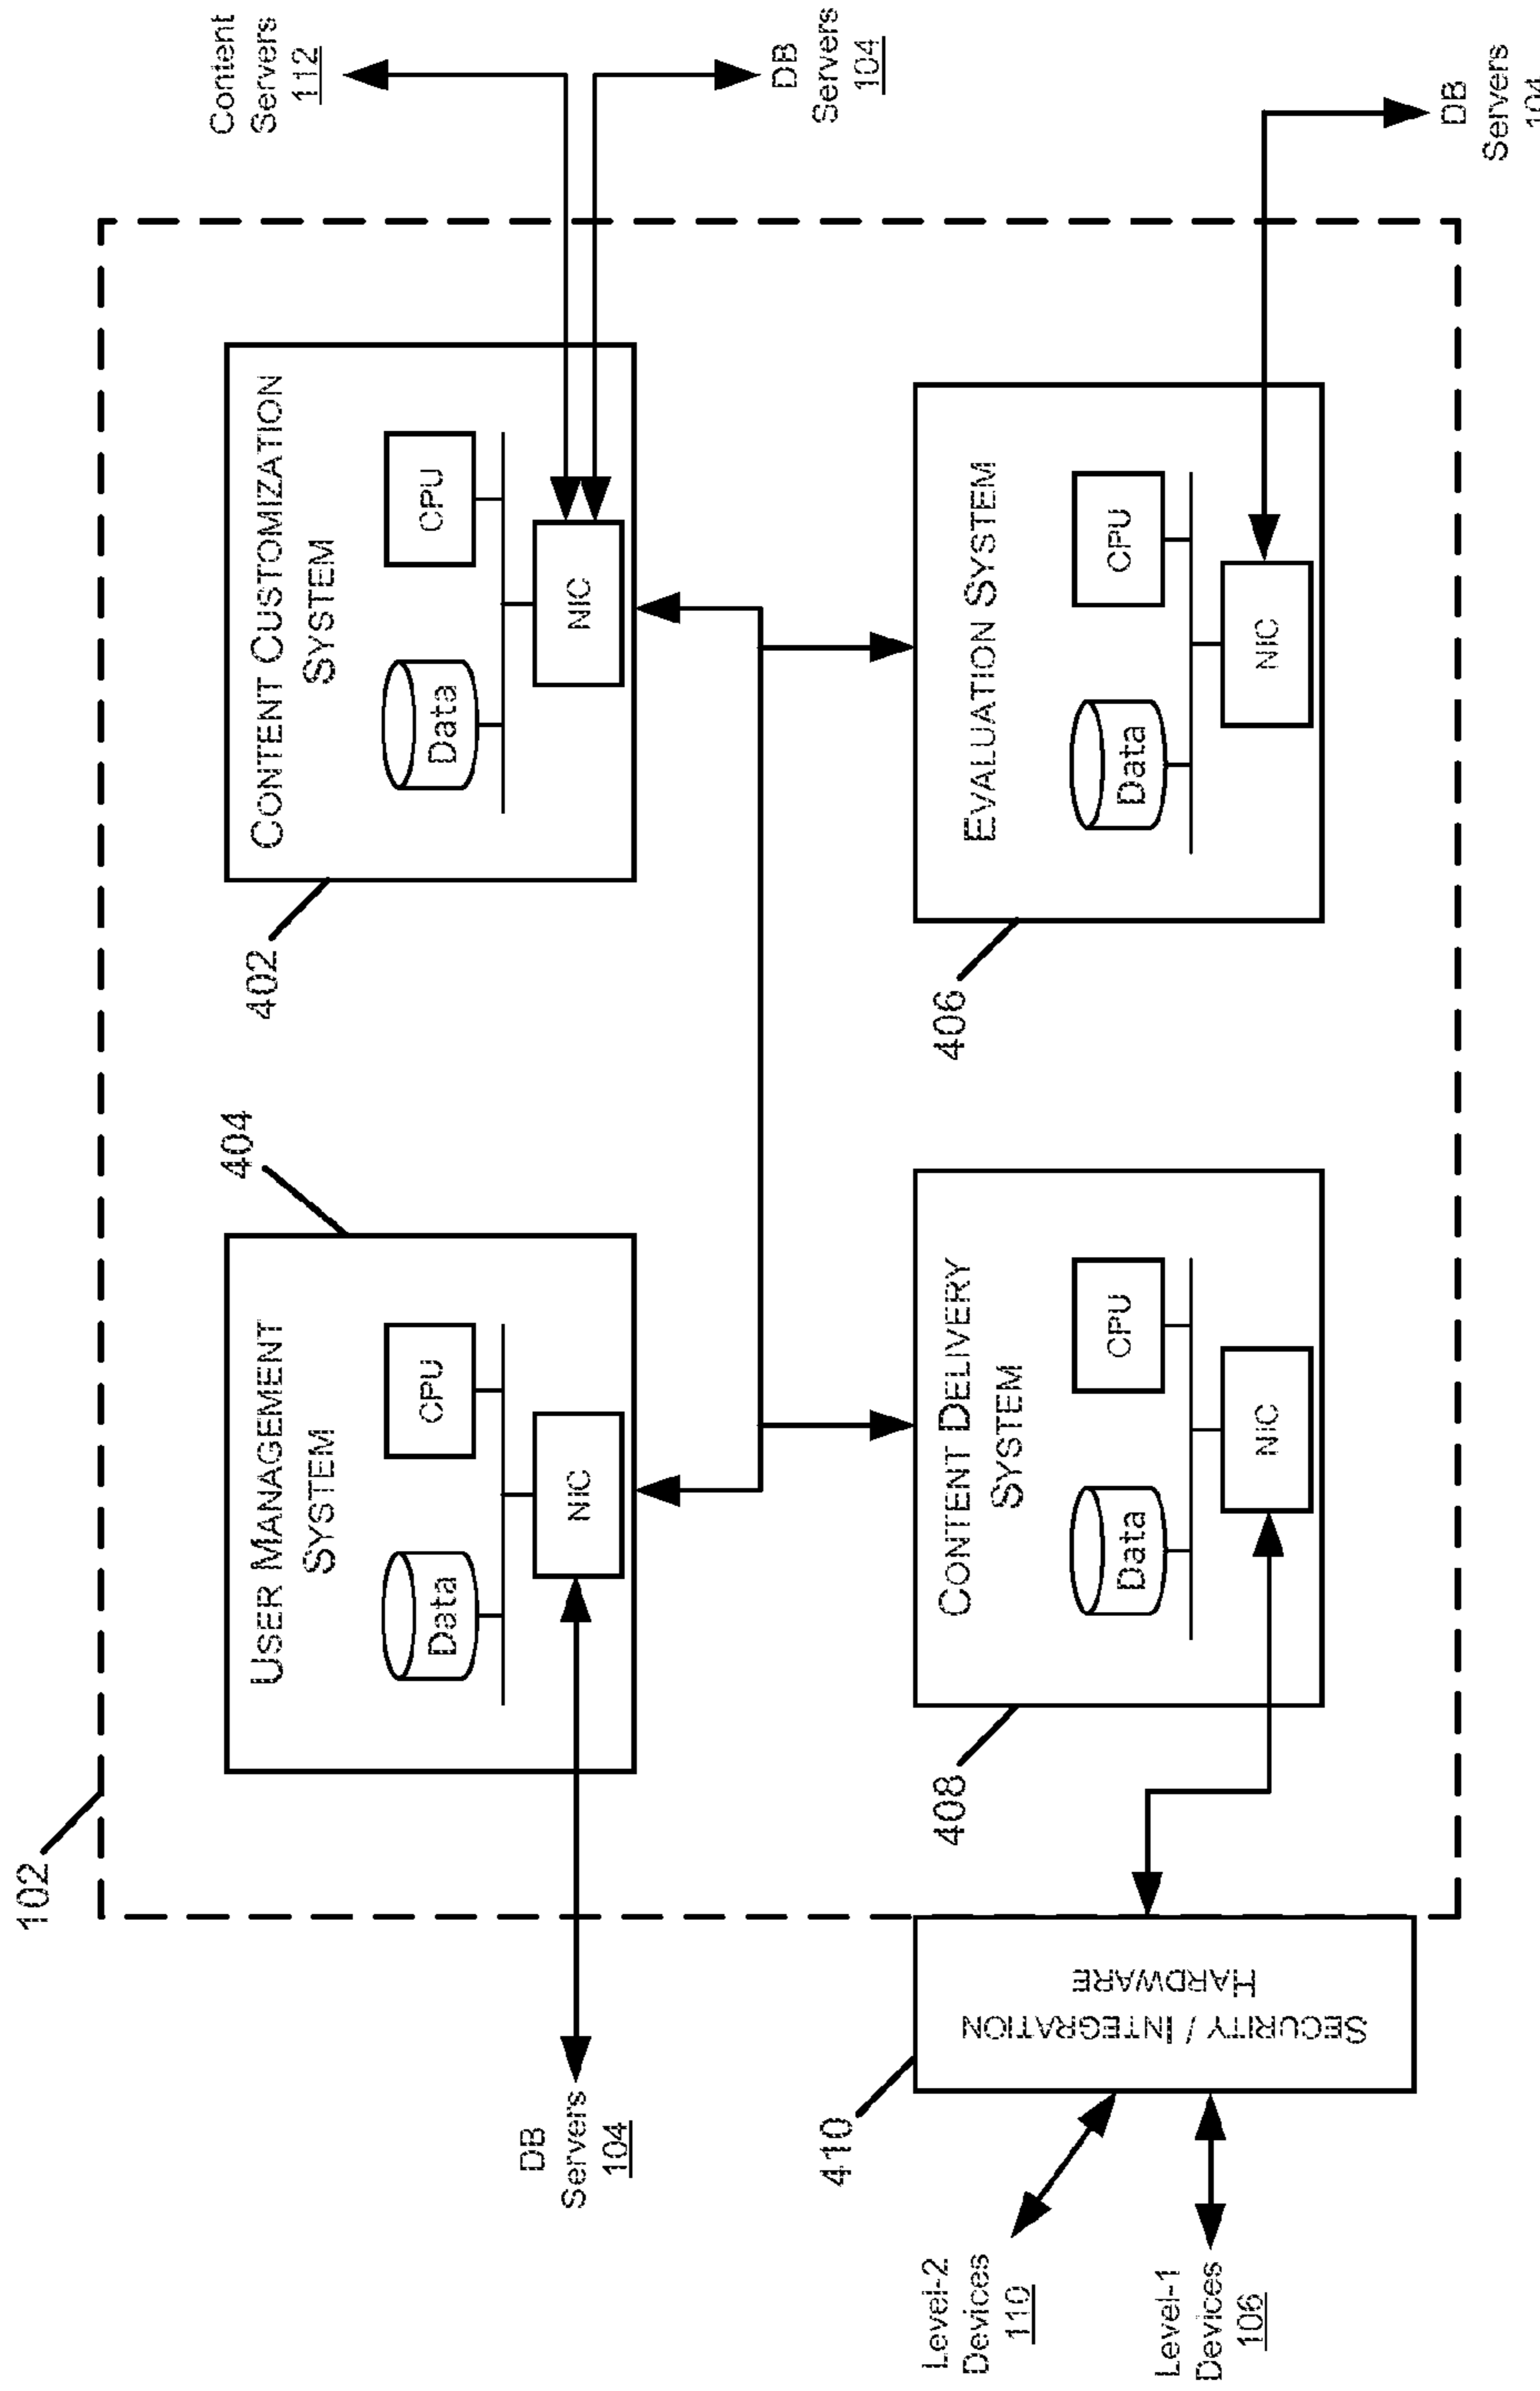 102
404
402
Content
Servers
112
USER MANAGEMENT
SYSTEM
Data
CPU
NIC
CONTENT CUSTOMIZATION
SYSTEM
Data
CPU
NIC
DB
Servers
104
DB
Servers
104
408
406
CONTENT DELIVERY
SYSTEM
Data
CPU
NIC
EVALUATION SYSTEM
Data
CPU
NIC
410
SECURITY / INTEGRATION
HARDWARE
Level-2
Devices
110
Level-1
Devices
106
DB
Servers
104